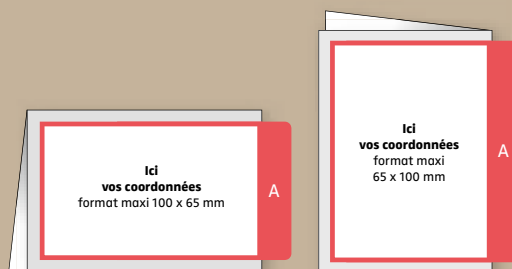 Ici
vos coordonnées
format maxi 100 x 65 mm
A
Ici
vos coordonnées
format maxi
65 x 100 mm
A